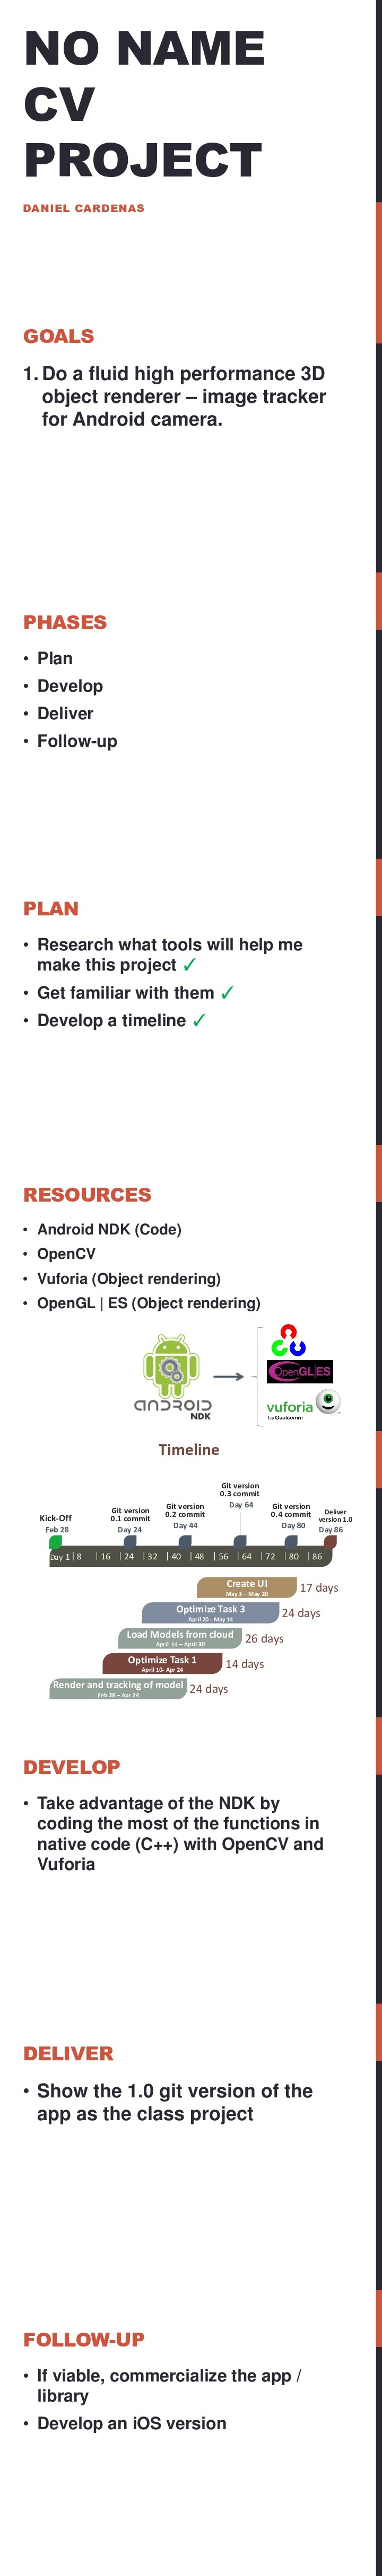 NO NAME
CV
PROJECT
DANIEL CARDENAS
GOALS
1. Do a fluid high performance 3D
object renderer – image tracker
for Android camera.
PHASES
• Plan
• Develop
• Deliver
• Follow-up
PLAN
• Research what tools will help me
make this project ✓
• Get familiar with them ✓
• Develop a timeline ✓
RESOURCES
• Android NDK (Code)
• OpenCV
• Vuforia (Object rendering)
• OpenGL | ES (Object rendering)
ANDROID
NDK
OpenGL|ES
vuforia
by Qualcomm
Timeline
Kick-Off
Feb 28
Git version
0.1 commit
Day 24
Git version
0.2 commit
Day 44
Git version
0.3 commit
Day 64
Git version
0.4 commit
Day 80
Deliver
version 1.0
Day 86
Day 1 | 8 | 16 | 24 | 32 | 40 | 48 | 56 | 64 | 72 | 80 | 86
Create UI
May 3 – May 20
17 days
Optimize Task 3
April 20 - May 14
24 days
Load Models from cloud
April 14 – April 30
26 days
Optimize Task 1
April 10- Apr 24
14 days
Render and tracking of model
Feb 28 – Apr 24
24 days
DEVELOP
• Take advantage of the NDK by
coding the most of the functions in
native code (C++) with OpenCV and
Vuforia
DELIVER
• Show the 1.0 git version of the
app as the class project
FOLLOW-UP
• If viable, commercialize the app /
library
• Develop an iOS version